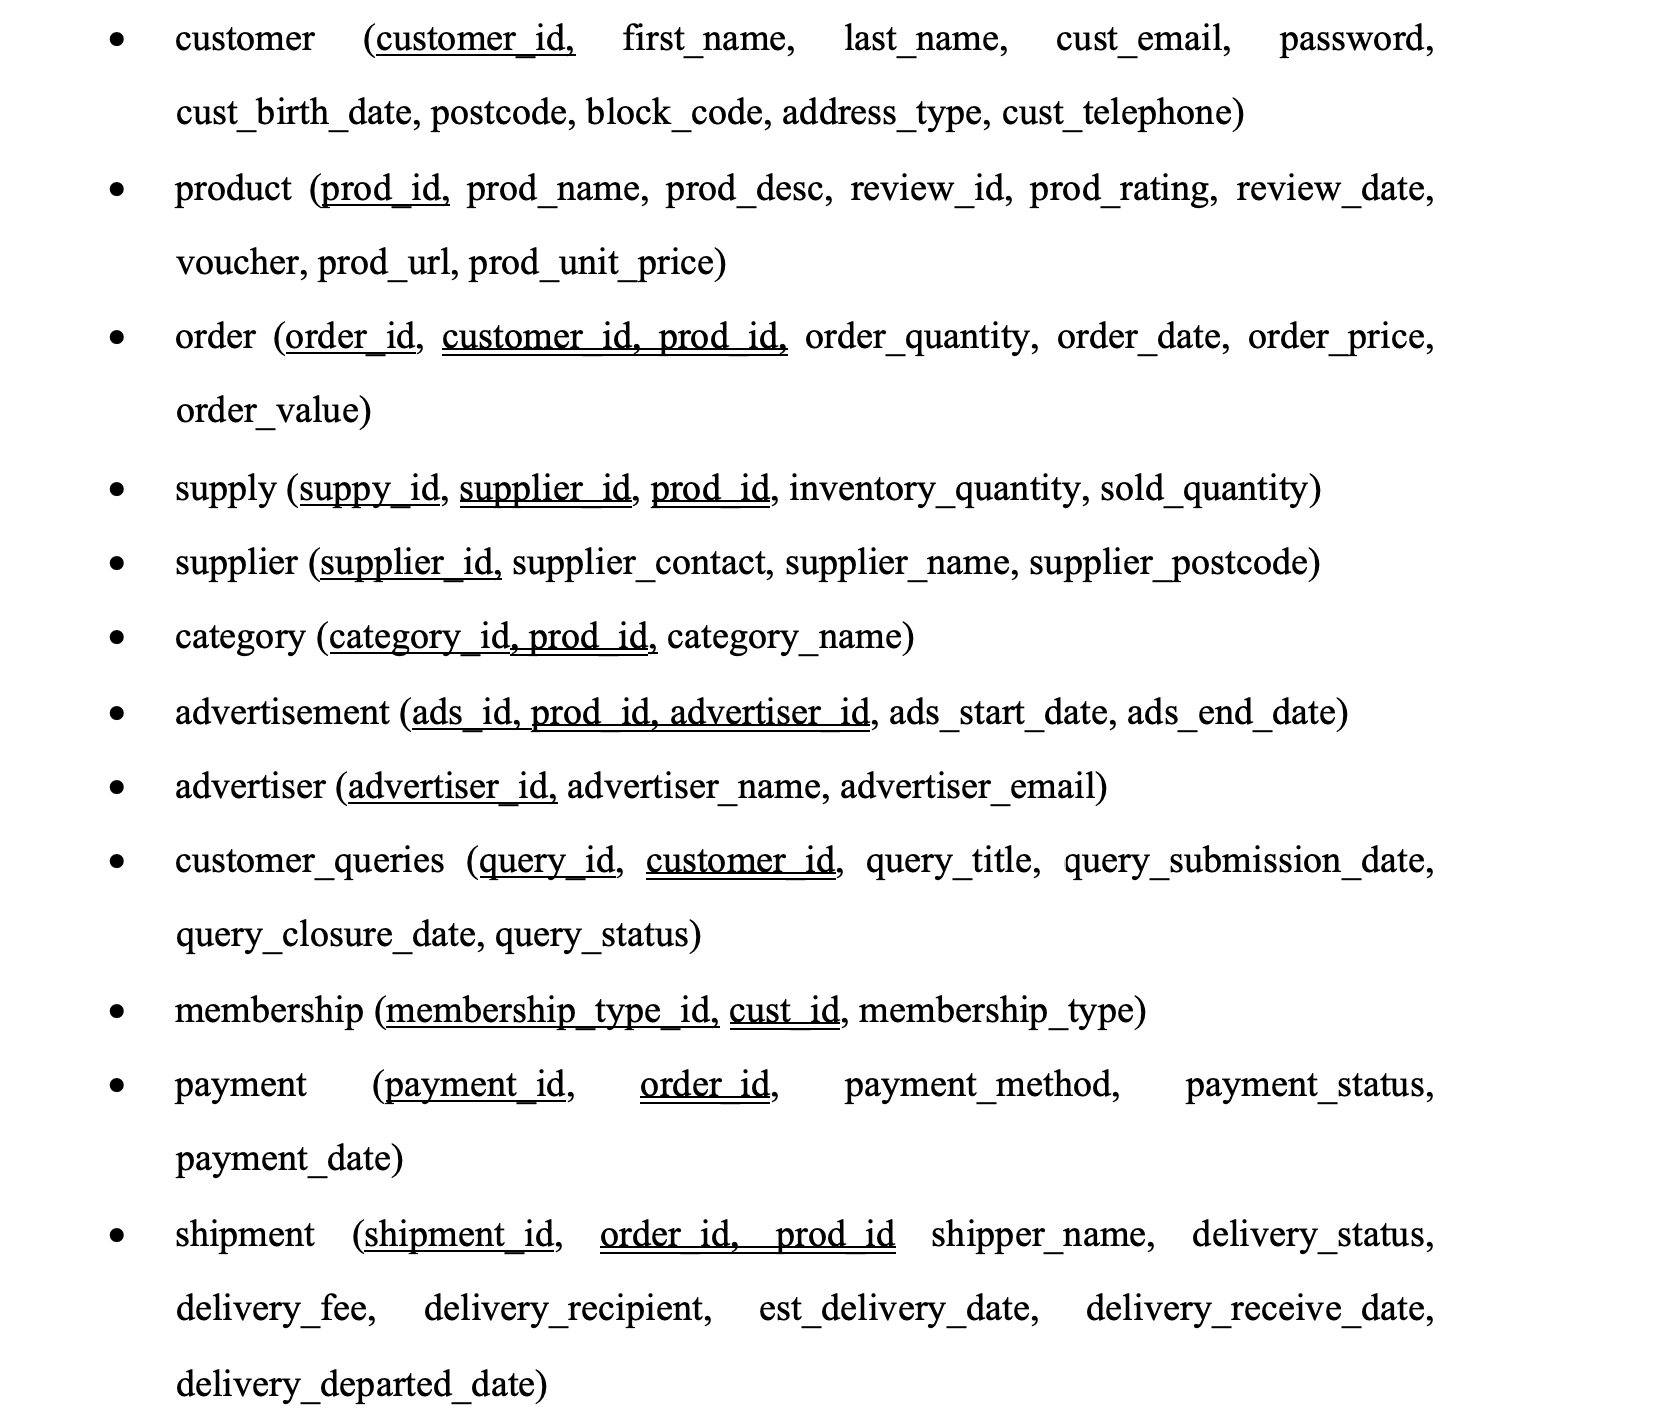 • customer (customer_id, first_name, last_name, cust_email, password,
cust_birth_date, postcode, block_code, address_type, cust_telephone)
• product (prod_id, prod_name, prod_desc, review_id, prod_rating, review_date,
voucher, prod_url, prod_unit_price)
• order (order_id, customer_id, prod_id, order_quantity, order_date, order_price,
order_value)
• supply (suppy_id, supplier_id, prod_id, inventory_quantity, sold_quantity)
• supplier (supplier_id, supplier_contact, supplier_name, supplier_postcode)
• category (category_id, prod_id, category_name)
• advertisement (ads_id, prod_id, advertiser_id, ads_start_date, ads_end_date)
• advertiser (advertiser_id, advertiser_name, advertiser_email)
• customer_queries (query_id, customer_id, query_title, query_submission_date,
query_closure_date, query_status)
• membership (membership_type_id, cust_id, membership_type)
• payment (payment_id, order_id, payment_method, payment_status,
payment_date)
• shipment (shipment_id, order_id, prod_id shipper_name, delivery_status,
delivery_fee, delivery_recipient, est_delivery_date, delivery_receive_date,
delivery_departed_date)